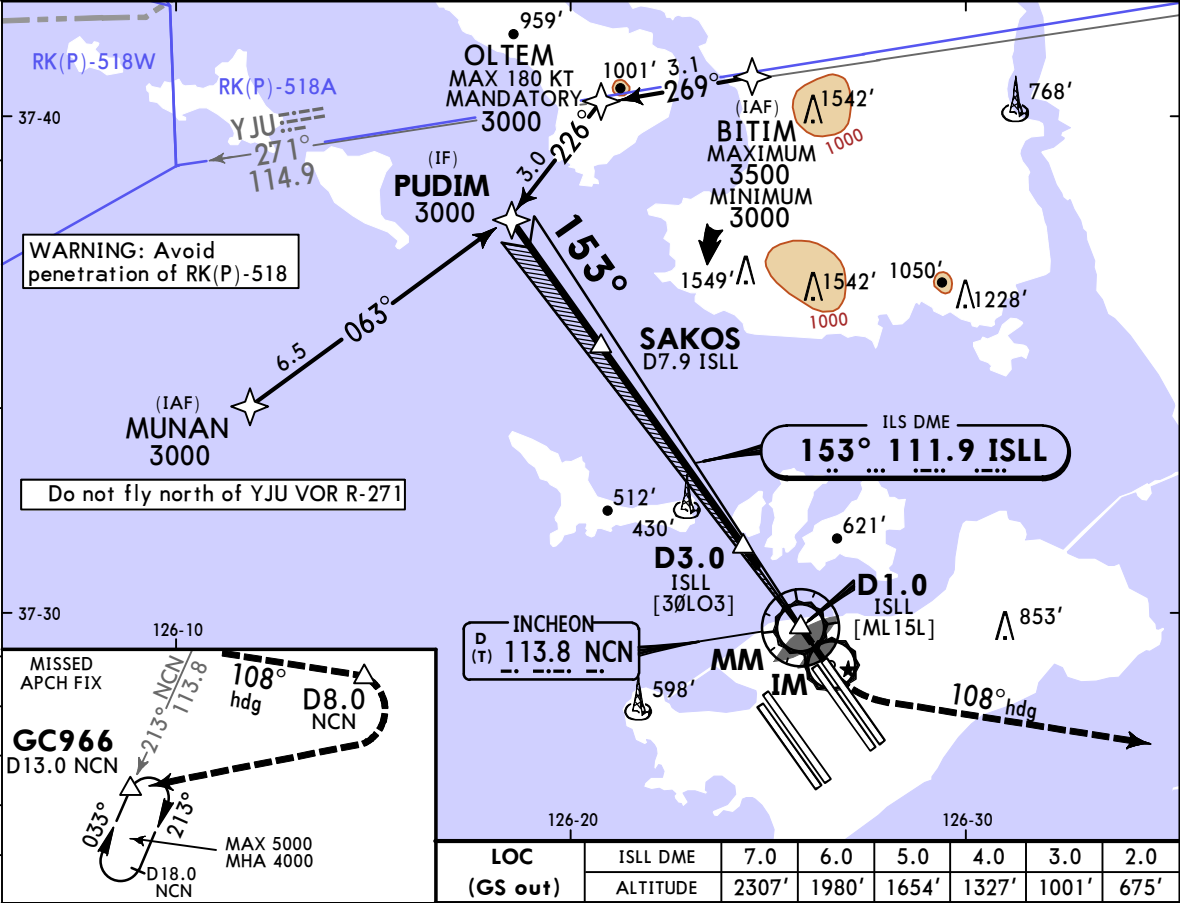 959'
OLTEM
MAX 180 KT
MANDATORY
3000
1001'
3.1
269°
RK(P)-518W
RK(P)-518A
YJU
271°
114.9
37-40
(IAF)
BITIM
MAXIMUM
3500
MINIMUM
3000
1542'
1000
768'
226°
3.0
(IF)
PUDIM
3000
153°
WARNING: Avoid
penetration of RK(P)-518
1549'
1542'
1000
1050'
1228'
063°
6.5
SAKOS
D7.9 ISLL
(IAF)
MUNAN
3000
ILS DME
153° 111.9 ISLL
Do not fly north of YJU VOR R-271
512'
430'
621'
D3.0
ISLL
[3ØLO3]
D1.0
ISLL
[ML15L]
37-30
126-10
INCHEON
D
(T) 113.8 NCN
MM
IM
853'
598'
108° hdg
MISSED
APCH FIX
213° NCN
113.8
108°
hdg
D8.0
NCN
GC966
D13.0 NCN
033°
213°
MAX 5000
MHA 4000
D18.0
NCN
126-20
126-30
LOC ISLL DME 7.0 6.0 5.0 4.0 3.0 2.0
(GS out) ALTITUDE 2307' 1980' 1654' 1327' 1001' 675'